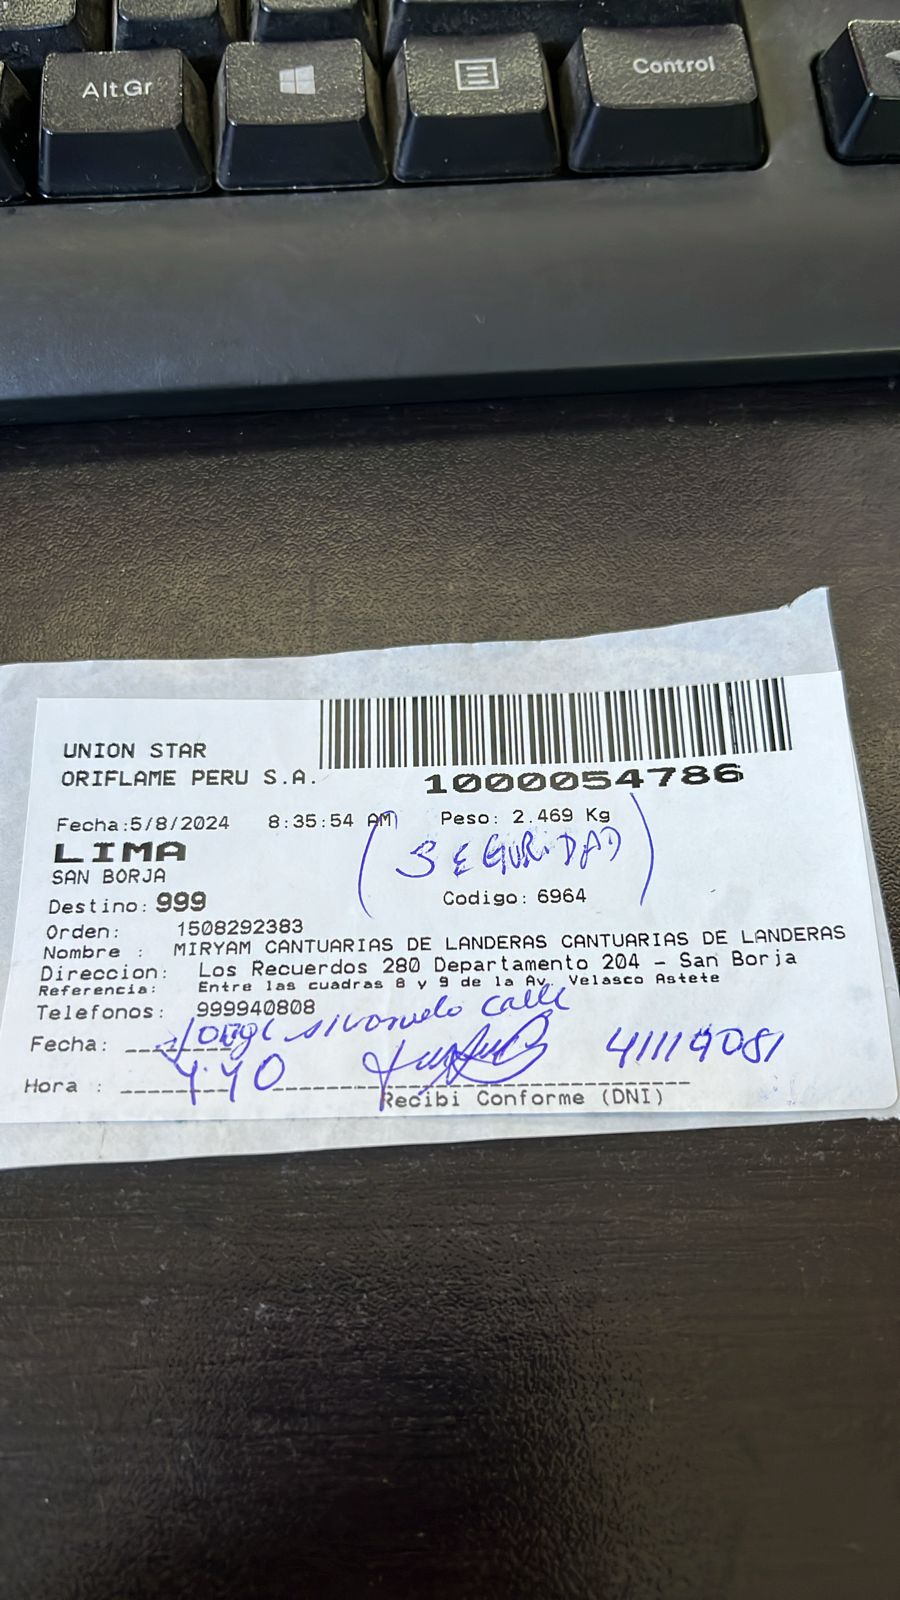 Alt Gr
Control
UNION STAR
ORIFLAME PERU S.A.
1000054786
Fecha:5/8/2024 8:35:54 AM Peso: 2.469 Kg
LIMA
(SEGURIDAD)
SAN BORJA
Destino: 999 Codigo: 6964
Orden: 1508292383
Nombre : MIRYAM CANTUARIAS DE LANDERAS CANTUARIAS DE LANDERAS
Direccion: Los Recuerdos 280 Departamento 204 - San Borja
Referencia: Entre las cuadras 8 y 9 de la Av. Velasco Astete
Telefonos: 999940808
calle
Fecha: 41119081
Hora :
Recibi Conforme (DNI)